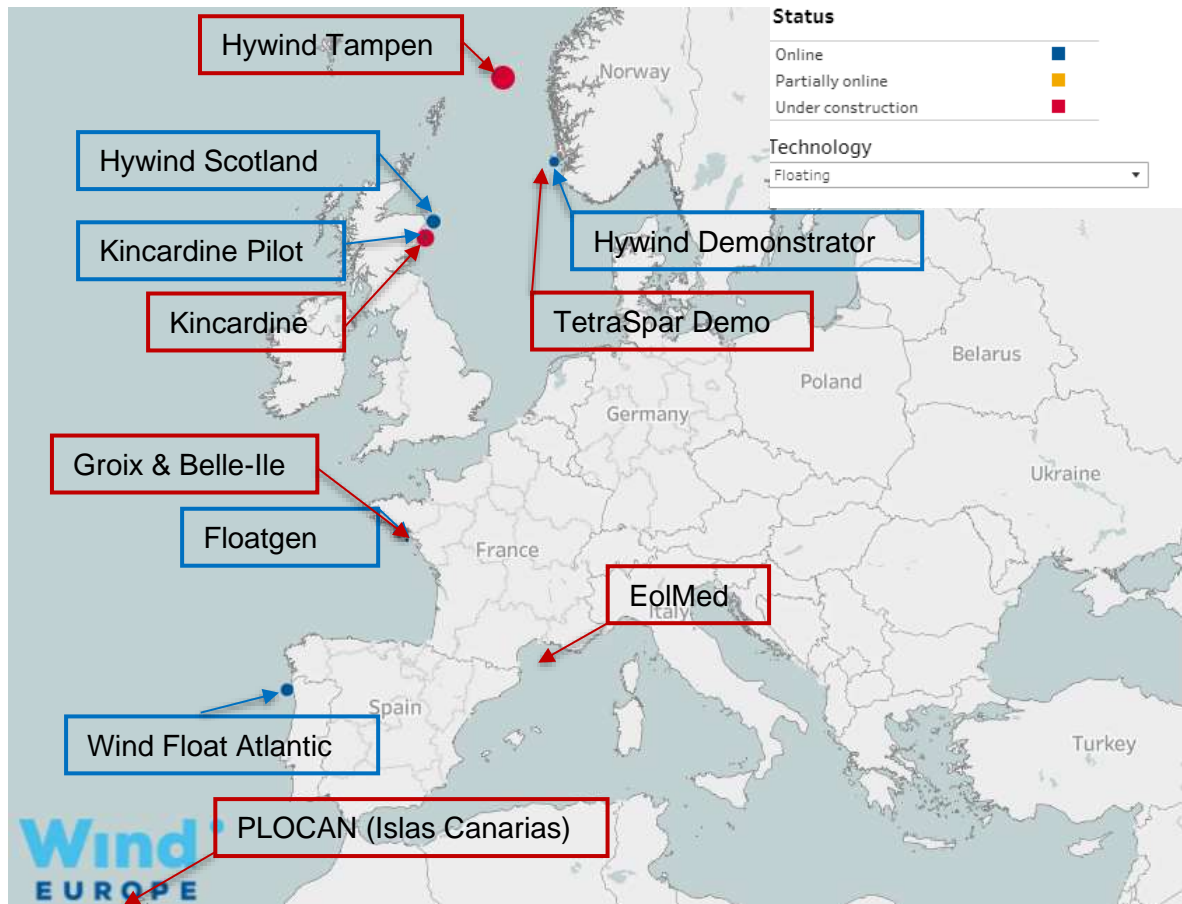 Status
Online
Partially online
Under construction
Technology
Floating
Hywind Tampen
Norway
Hywind Scotland
Kincardine Pilot
Hywind Demonstrator
Kincardine
TetraSpar Demo
Belarus
Poland
Germany
Groix & Belle-Ile
Ukraine
Floatgen
France
EolMed
Italy
Spain
Wind Float Atlantic
Turkey
PLOCAN (Islas Canarias)
Wind
EUROPE